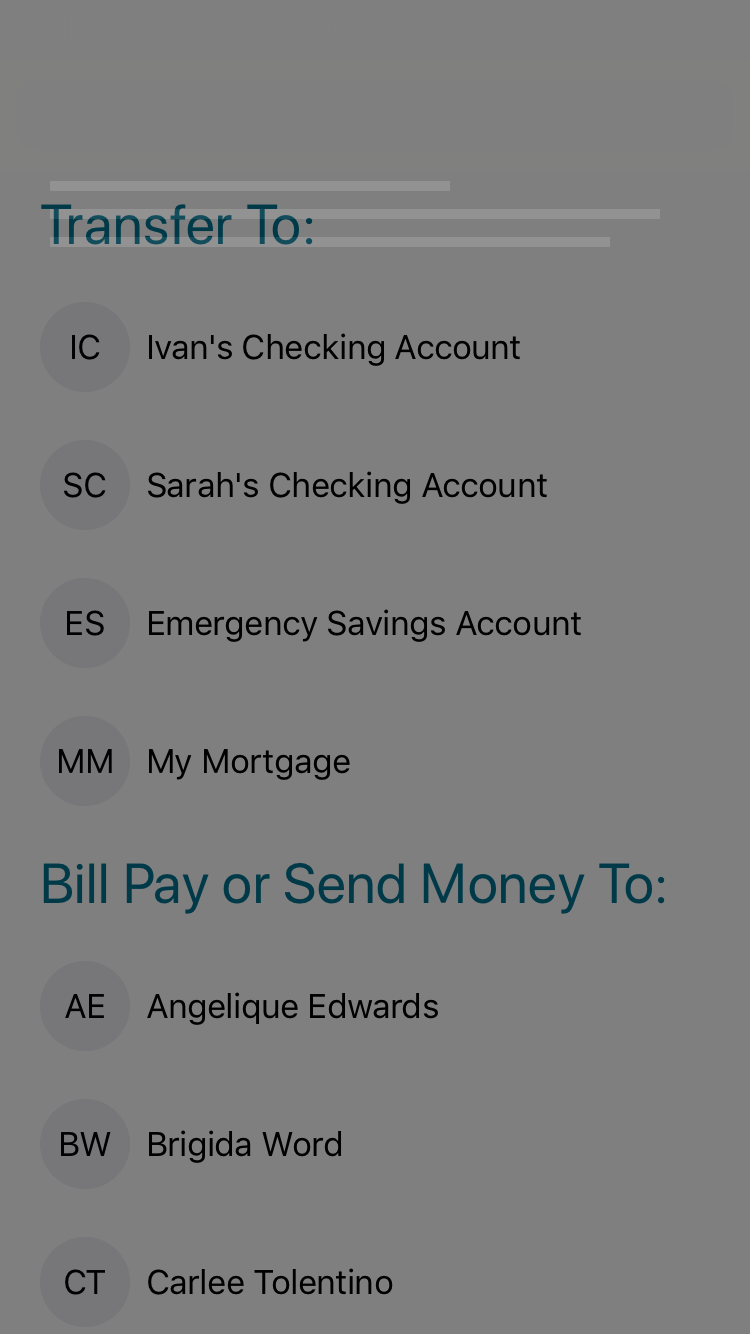 Transfer To:
IC Ivan's Checking Account
SC Sarah's Checking Account
ES Emergency Savings Account
MM My Mortgage
Bill Pay or Send Money To:
AE Angelique Edwards
BW Brigida Word
CT Carlee Tolentino